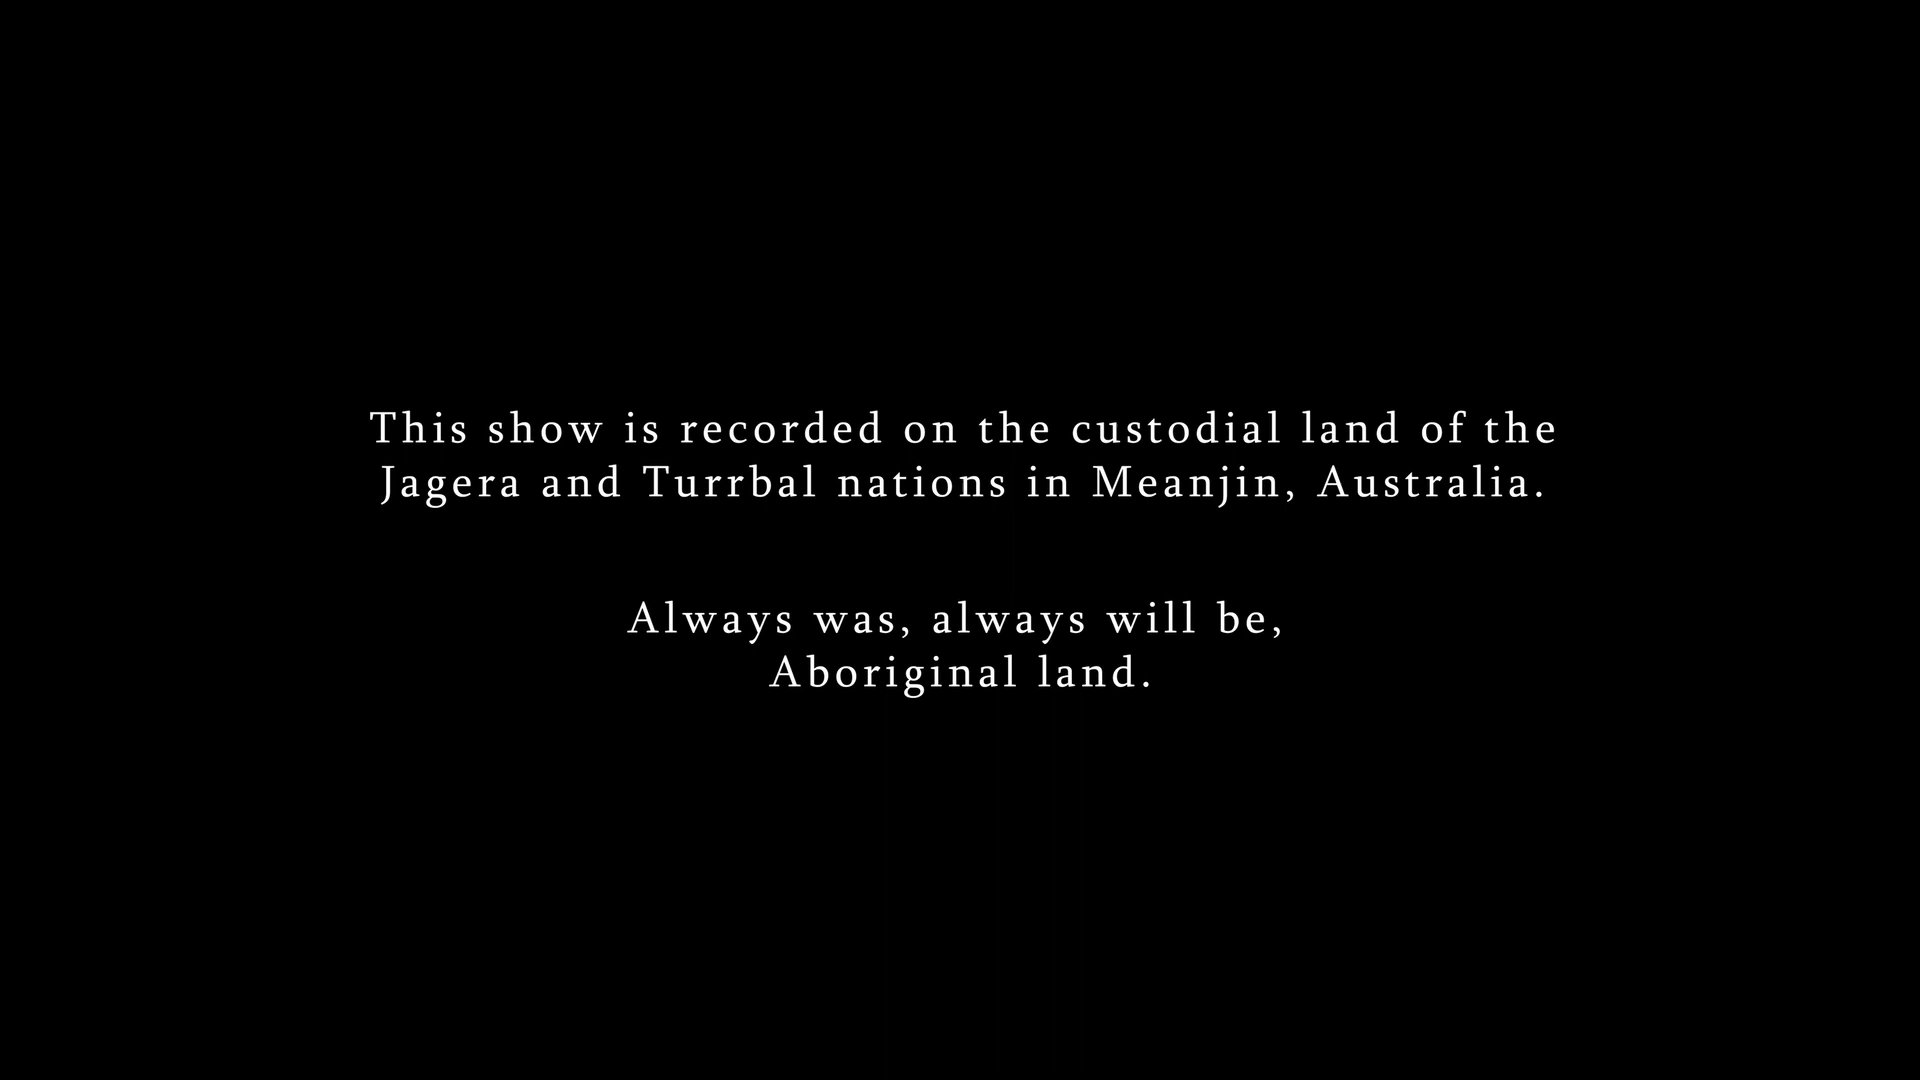 This show is recorded on the custodial land of the
Jagera and Turrbal nations in Meanjin, Australia.
Always was, always will be,
Aboriginal land.